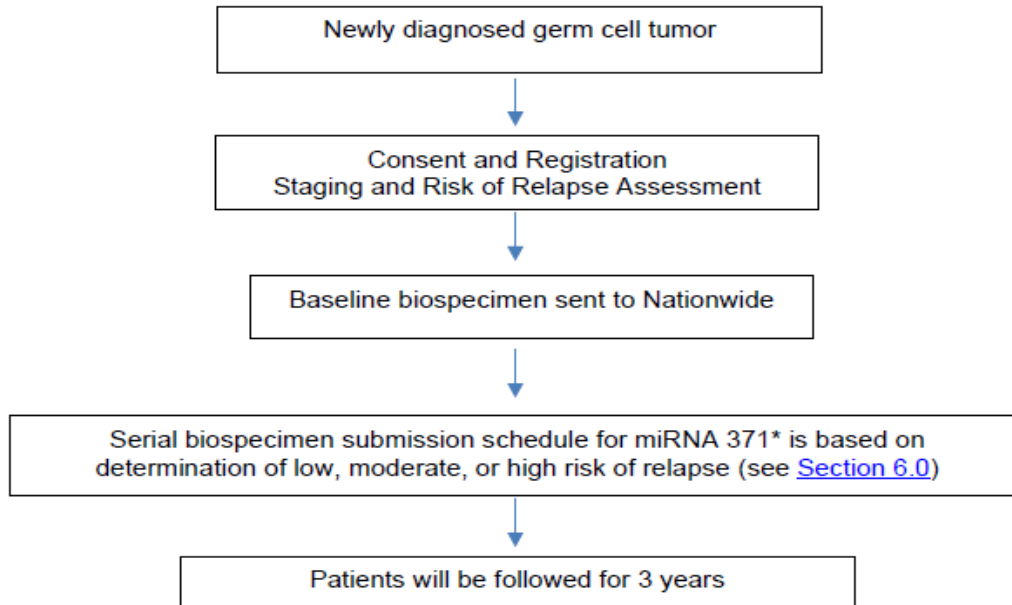 Newly diagnosed germ cell tumor
Consent and Registration
Staging and Risk of Relapse Assessment
Baseline biospecimen sent to Nationwide
Serial biospecimen submission schedule for miRNA 371* is based on
determination of low, moderate, or high risk of relapse (see Section 6.0)
Patients will be followed for 3 years